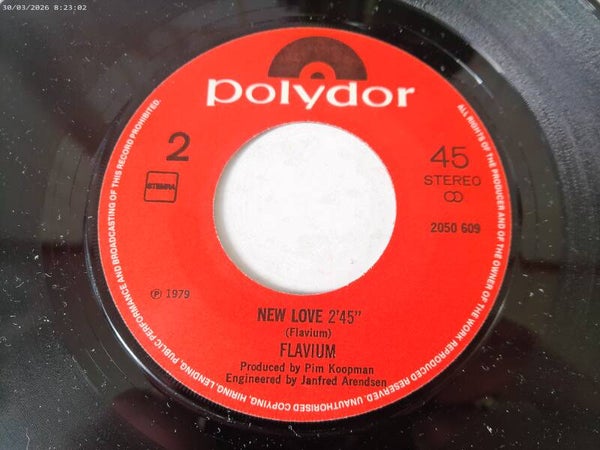 30/03/2026 8:23:02
polydor
2
STEMRA
45
STEREO
2050 609
℗ 1979
NEW LOVE 2'45"
(Flavium)
FLAVIUM
Produced by Pim Koopman
Engineered by Janfred Arendsen
ALL RIGHTS OF THE PRODUCER AND OF THE OWNER OF THE WORK REPRODUCED RESERVED. UNAUTHORISED COPYING, HIRING, LENDING, PUBLIC PERFORMANCE AND BROADCASTING OF THIS RECORD PROHIBITED.